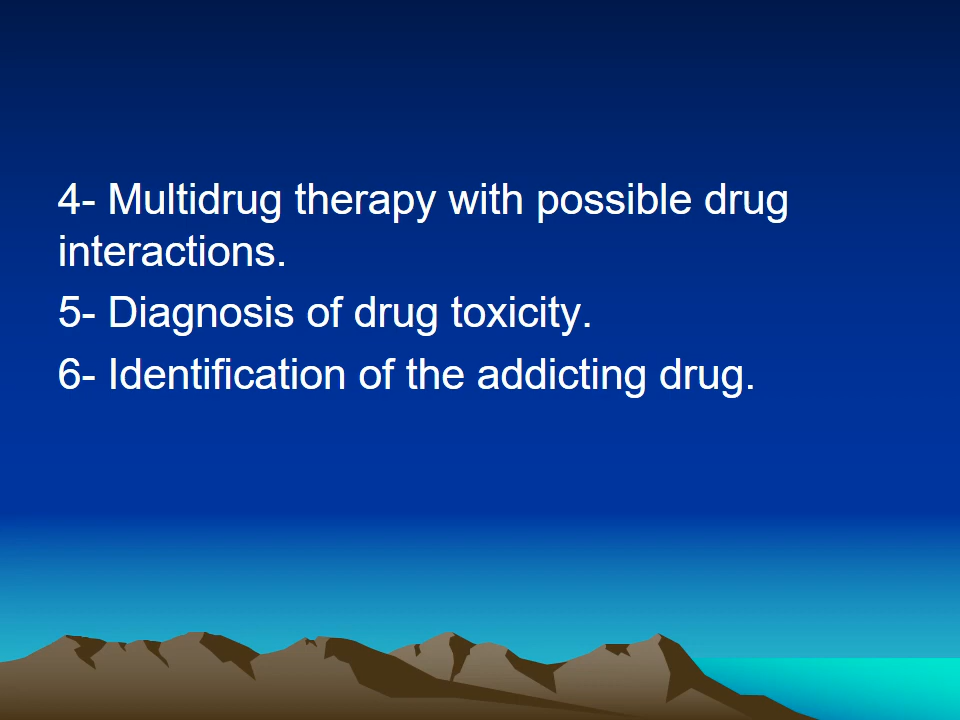 4- Multidrug therapy with possible drug
interactions.
5- Diagnosis of drug toxicity.
6- Identification of the addicting drug.